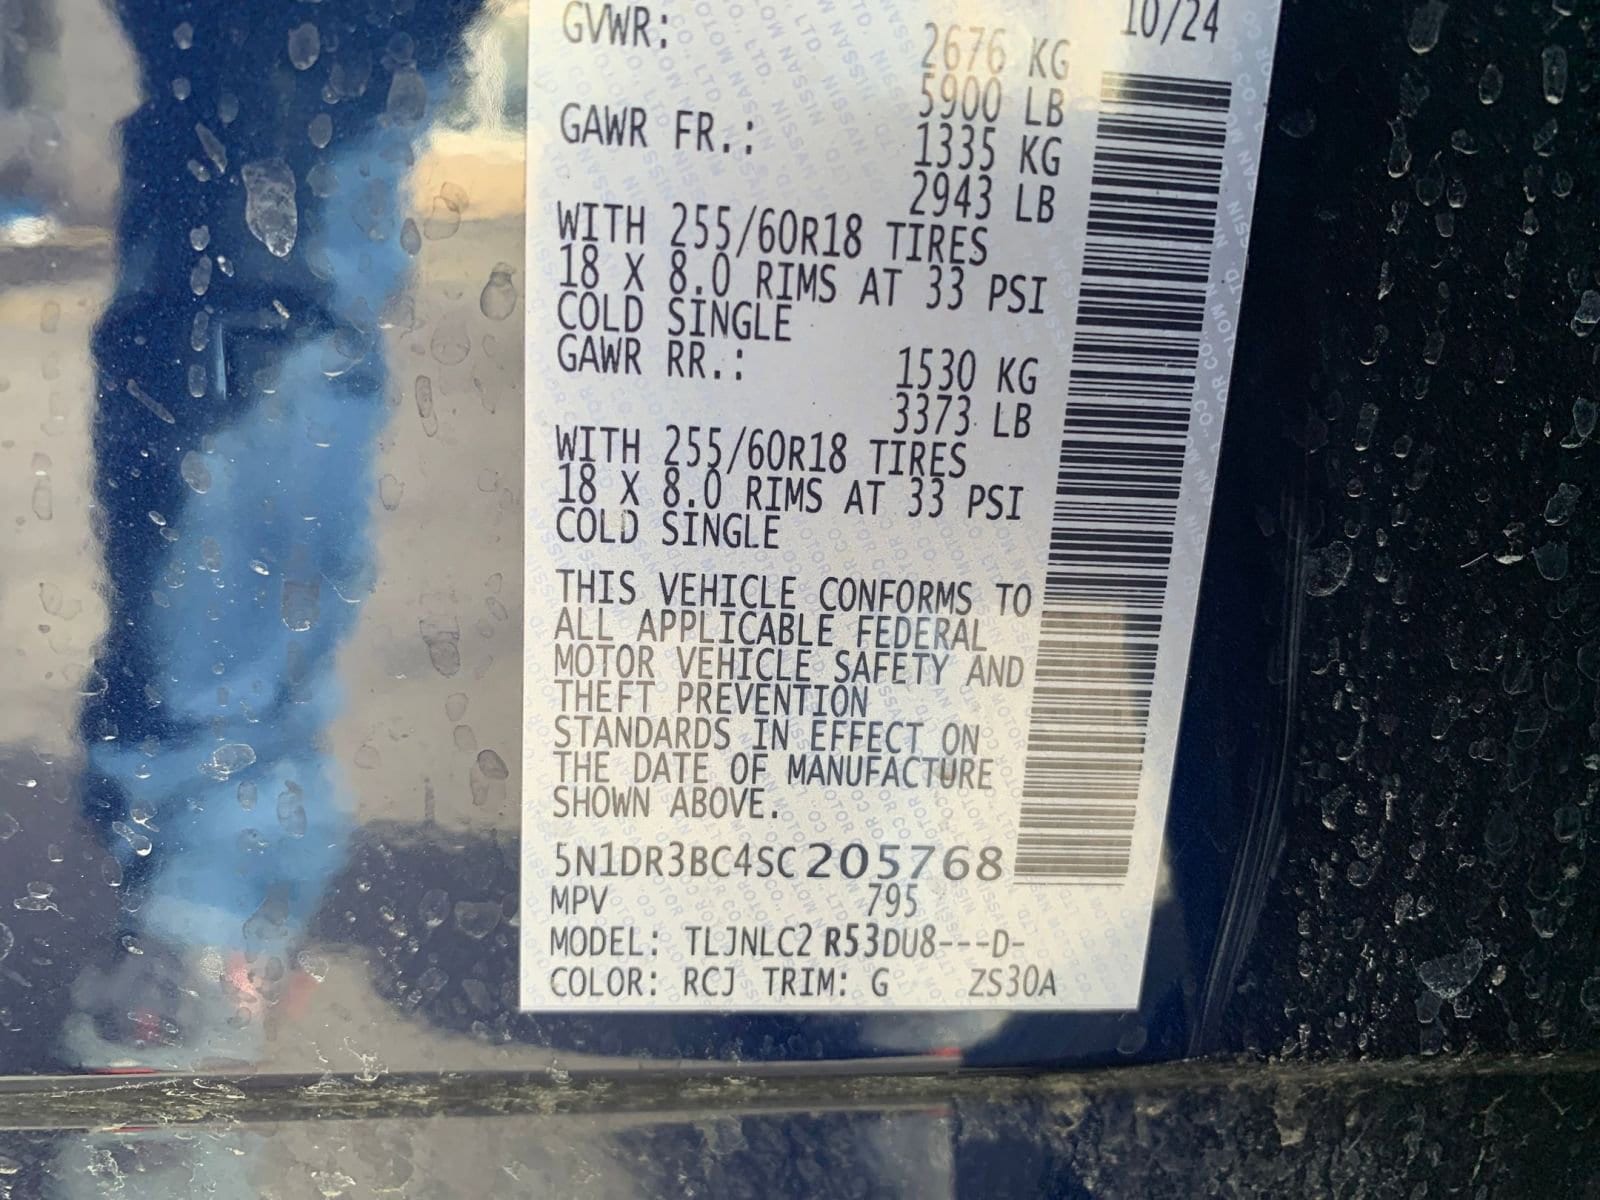 10/24
GVWR: 2676 KG
5900 LB
GAWR FR.: 1335 KG
2943 LB
WITH 255/60R18 TIRES
18 X 8.0 RIMS AT 33 PSI
COLD SINGLE
GAWR RR.: 1530 KG
3373 LB
WITH 255/60R18 TIRES
18 X 8.0 RIMS AT 33 PSI
COLD SINGLE
THIS VEHICLE CONFORMS TO
ALL APPLICABLE FEDERAL
MOTOR VEHICLE SAFETY AND
THEFT PREVENTION
STANDARDS IN EFFECT ON
THE DATE OF MANUFACTURE
SHOWN ABOVE.
5N1DR3BC4SC205768
MPV 795
MODEL: TLJNLC2 R53DU8---D-
COLOR: RCJ TRIM: G ZS30A